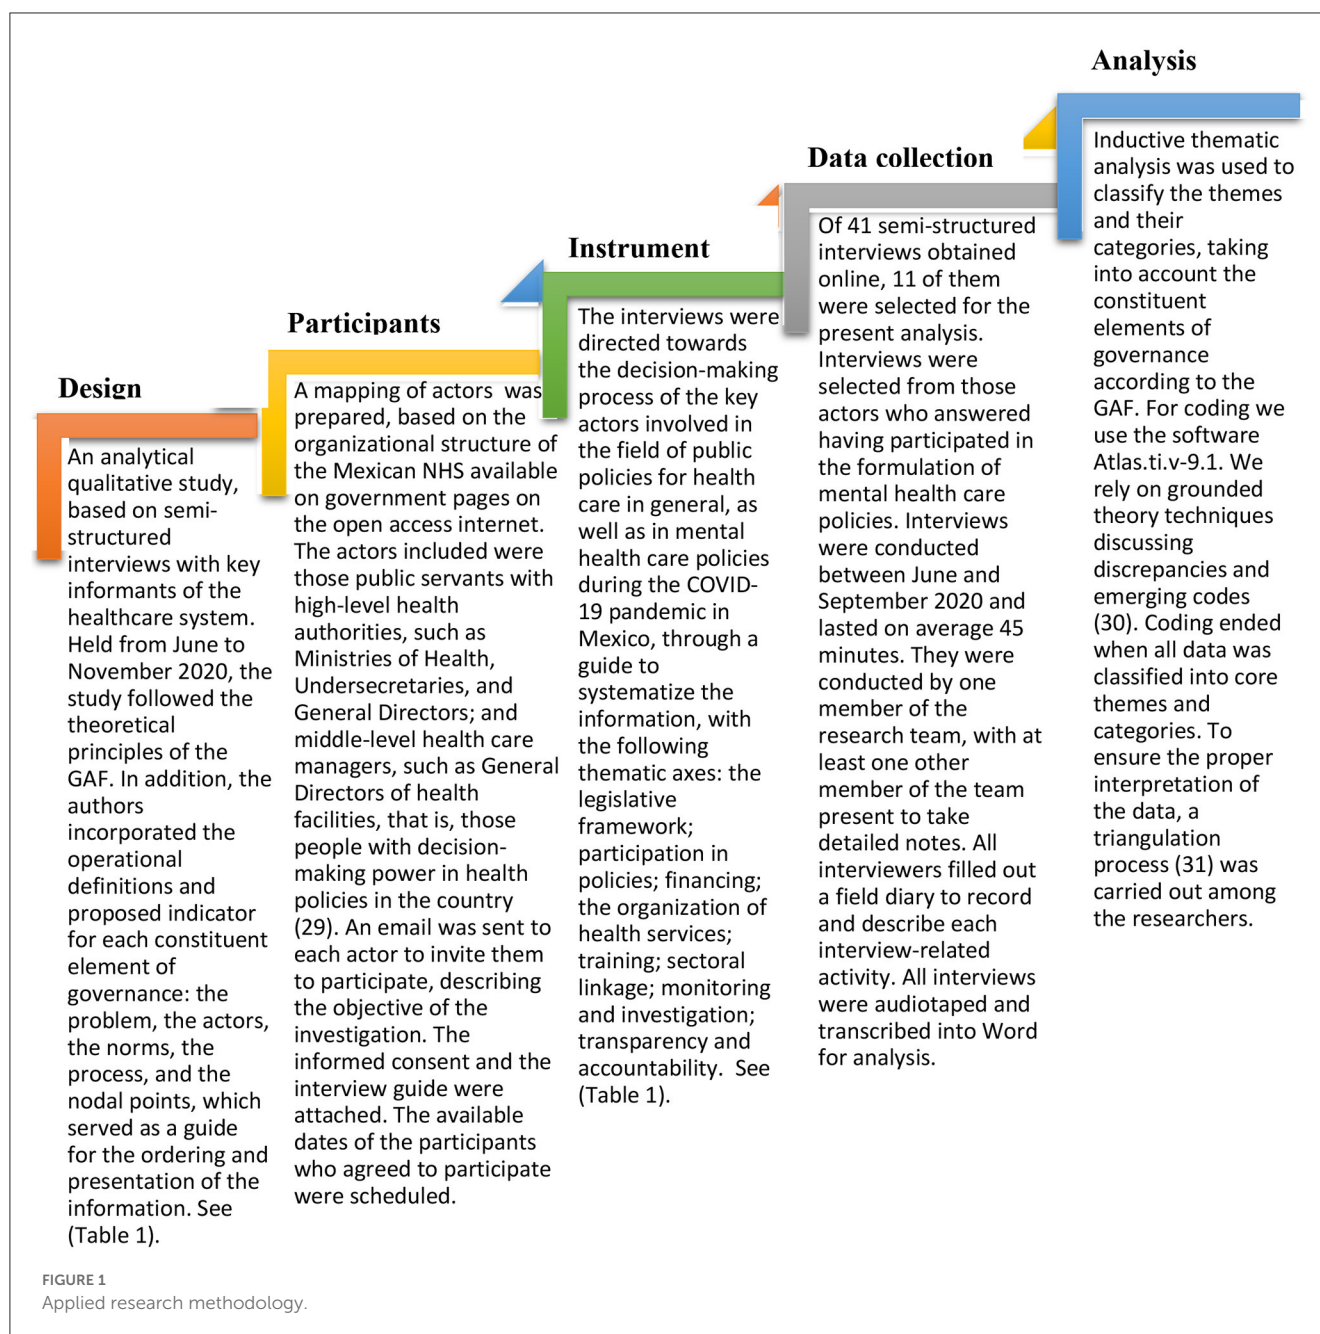 Design
An analytical
qualitative study,
based on semi-
structured
interviews with key
informants of the
healthcare system.
Held from June to
November 2020, the
study followed the
theoretical
principles of the
GAF. In addition, the
authors
incorporated the
operational
definitions and
proposed indicator
for each constituent
element of
governance: the
problem, the actors,
the norms, the
process, and the
nodal points, which
served as a guide
for the ordering and
presentation of the
information. See
(Table 1).
Participants
A mapping of actors was
prepared, based on the
organizational structure of
the Mexican NHS available
on government pages on
the open access internet.
The actors included were
those public servants with
high-level health
authorities, such as
Ministries of Health,
Undersecretaries, and
General Directors; and
middle-level health care
managers, such as General
Directors of health
facilities, that is, those
people with decision-
making power in health
policies in the country
(29). An email was sent to
each actor to invite them
to participate, describing
the objective of the
investigation. The
informed consent and the
interview guide were
attached. The available
dates of the participants
who agreed to participate
were scheduled.
Instrument
The interviews were
directed towards
the decision-making
process of the key
actors involved in
the field of public
policies for health
care in general, as
well as in mental
health care policies
during the COVID-
19 pandemic in
Mexico, through a
guide to
systematize the
information, with
the following
thematic axes: the
legislative
framework;
participation in
policies; financing;
the organization of
health services;
training; sectoral
linkage; monitoring
and investigation;
transparency and
accountability. See
(Table 1).
Data collection
Of 41 semi-structured
interviews obtained
online, 11 of them
were selected for the
present analysis.
Interviews were
selected from those
actors who answered
having participated in
the formulation of
mental health care
policies. Interviews
were conducted
between June and
September 2020 and
lasted on average 45
minutes. They were
conducted by one
member of the
research team, with at
least one other
member of the team
present to take
detailed notes. All
interviewers filled out
a field diary to record
and describe each
interview-related
activity. All interviews
were audiotaped and
transcribed into Word
for analysis.
Analysis
Inductive thematic
analysis was used to
classify the themes
and their
categories, taking
into account the
constituent
elements of
governance
according to the
GAF. For coding we
use the software
Atlas.ti.v-9.1. We
rely on grounded
theory techniques
discussing
discrepancies and
emerging codes
(30). Coding ended
when all data was
classified into core
themes and
categories. To
ensure the proper
interpretation of
the data, a
triangulation
process (31) was
carried out among
the researchers.
FIGURE 1
Applied research methodology.